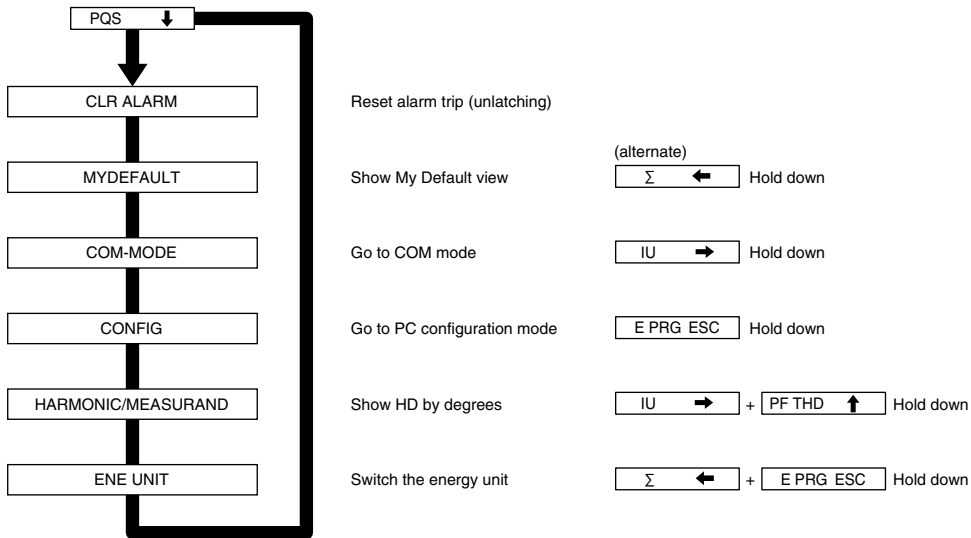 PQS ⬇
CLR ALARM Reset alarm trip (unlatching)
(alternate)
MYDEFAULT Show My Default view Σ ⬅ Hold down
COM-MODE Go to COM mode IU ➡ Hold down
CONFIG Go to PC configuration mode E PRG ESC Hold down
HARMONIC/MEASURAND Show HD by degrees IU ➡ + PF THD ⬆ Hold down
ENE UNIT Switch the energy unit Σ ⬅ + E PRG ESC Hold down